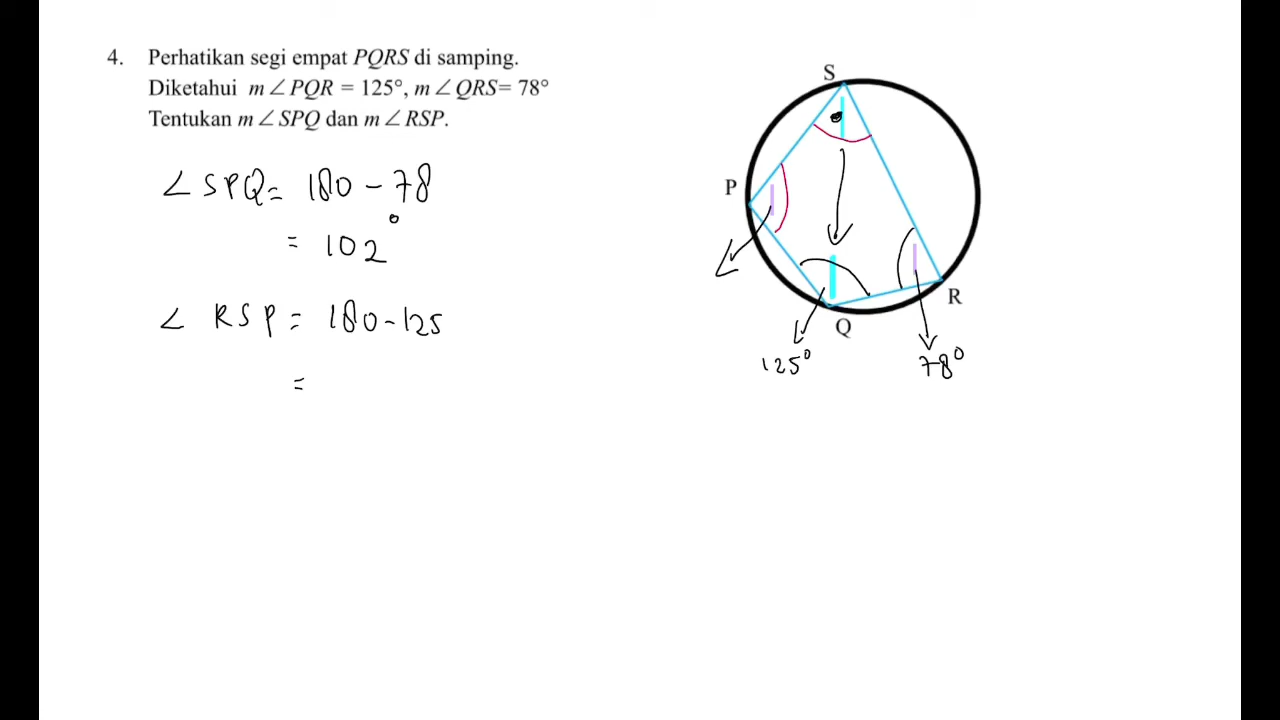 4. Perhatikan segi empat PQRS di samping.
Diketahui m∠PQR = 125°, m∠QRS= 78°
Tentukan m∠SPQ dan m∠RSP.
∠SPQ = 180 - 78
= 102°
∠ RSP = 180-125
=
S
P
R
Q
125°
78°